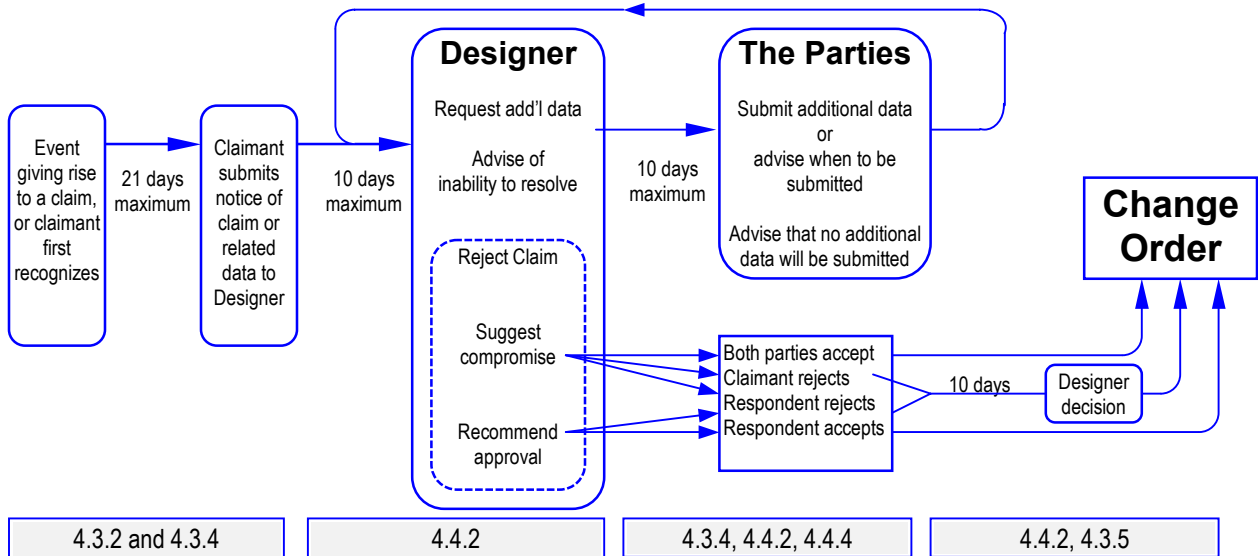 Event
giving rise
to a claim,
or claimant
first
recognizes
21 days
maximum
Claimant
submits
notice of
claim or
related
data to
Designer
10 days
maximum
Designer
Request add'l data
Advise of
inability to resolve
Reject Claim
Suggest
compromise
Recommend
approval
10 days
maximum
The Parties
Submit additional data
or
advise when to be
submitted
Advise that no additional
data will be submitted
Both parties accept
Claimant rejects
Respondent rejects
Respondent accepts
10 days
Designer
decision
Change
Order
4.3.2 and 4.3.4
4.4.2
4.3.4, 4.4.2, 4.4.4
4.4.2, 4.3.5